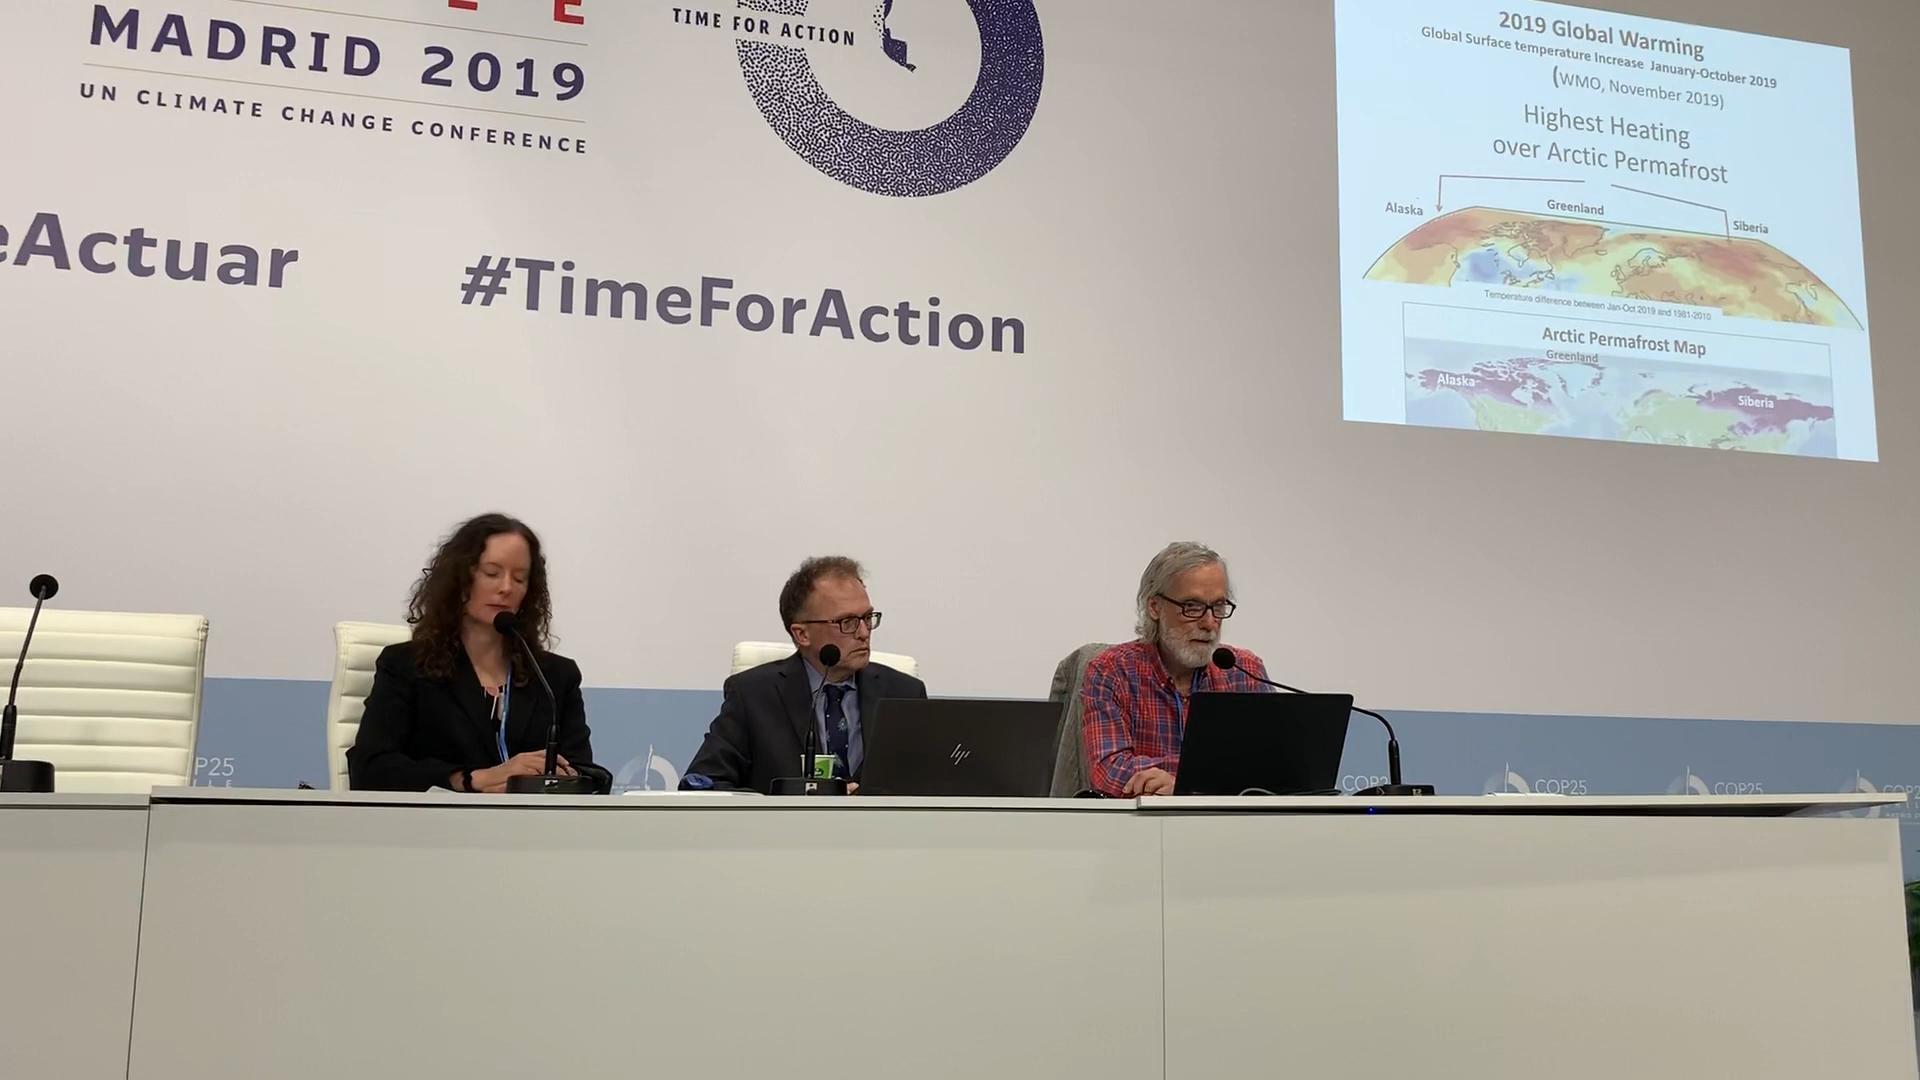 MADRID 2019
UN CLIMATE CHANGE CONFERENCE
TIME FOR ACTION
eActuar
#TimeForAction
2019 Global Warming
Global Surface temperature Increase January-October 2019
(WMO, November 2019)
Highest Heating
over Arctic Permafrost
Alaska
Greenland
Siberia
Temperature difference between Jan-Oct 2019 and 1981-2010
Arctic Permafrost Map
Greenland
Alaska
Siberia
hp
P25
COP25
COP25